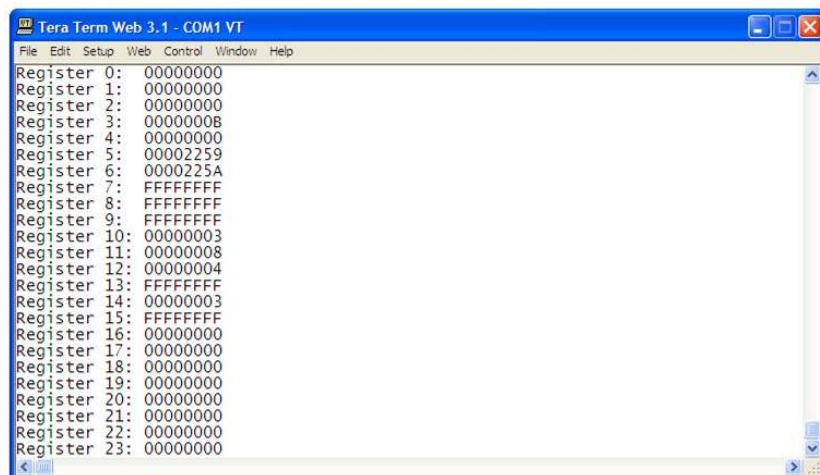 Tera Term Web 3.1 - COM1 VT
File Edit Setup Web Control Window Help
Register 0: 00000000
Register 1: 00000000
Register 2: 00000000
Register 3: 0000000B
Register 4: 00000000
Register 5: 00002259
Register 6: 0000225A
Register 7: FFFFFFFF
Register 8: FFFFFFFF
Register 9: FFFFFFFF
Register 10: 00000003
Register 11: 00000008
Register 12: 00000004
Register 13: FFFFFFFF
Register 14: 00000003
Register 15: FFFFFFFF
Register 16: 00000000
Register 17: 00000000
Register 18: 00000000
Register 19: 00000000
Register 20: 00000000
Register 21: 00000000
Register 22: 00000000
Register 23: 00000000